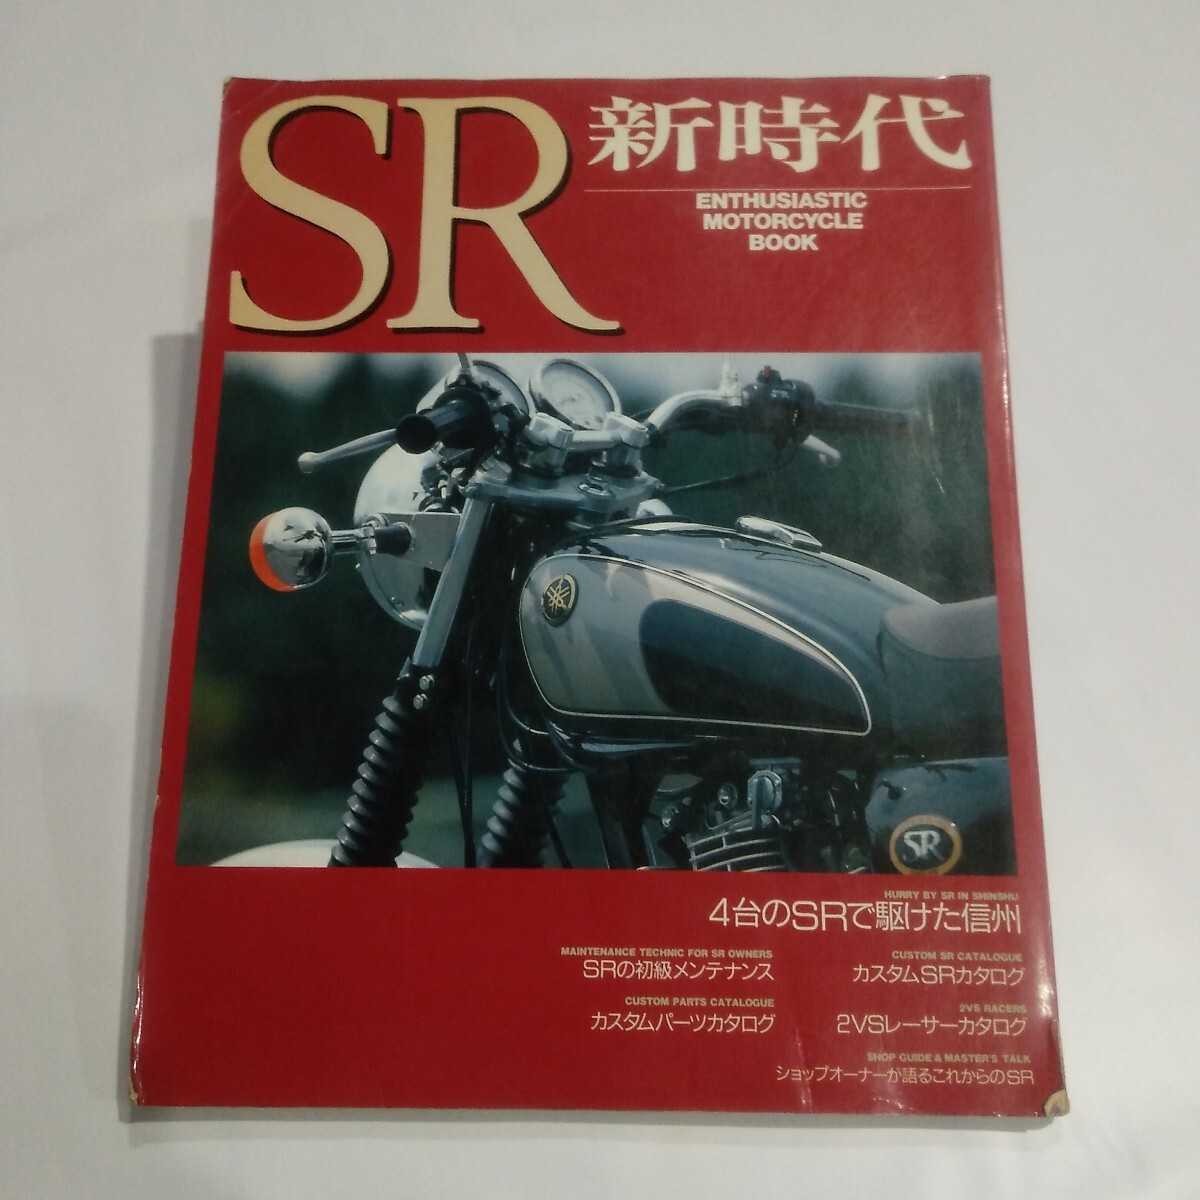 SR
新時代
ENTHUSIASTIC
MOTORCYCLE
BOOK
SR
HURRY BY SR IN SHINSHU
4台のSRで駆けた信州
MAINTENANCE TECHNIC FOR SR OWNERS
SRの初級メンテナンス
CUSTOM SR CATALOGUE
カスタムSRカタログ
CUSTOM PARTS CATALOGUE
カスタムパーツカタログ
2VS RACERS
2VSレーサーカタログ
SHOP GUIDE & MASTER'S TALK
ショップオーナーが語るこれからのSR